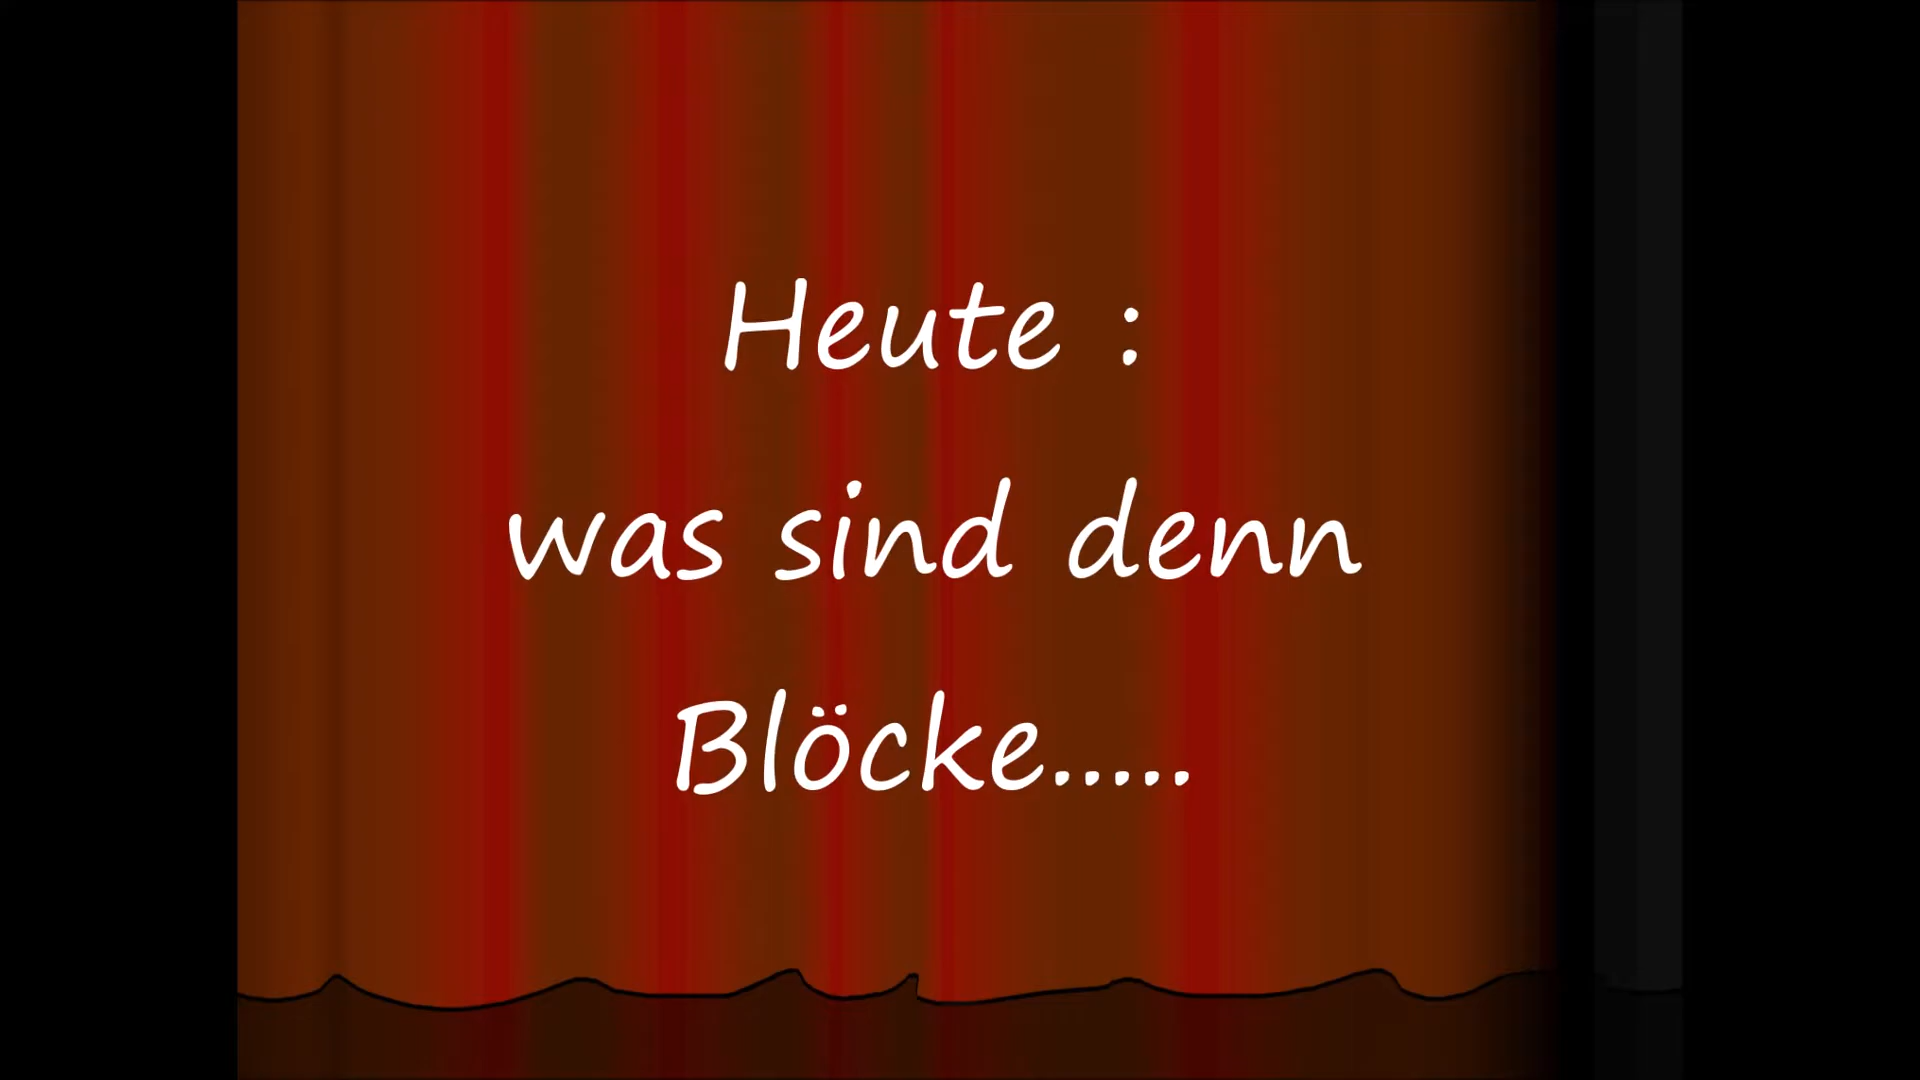 Heute :
was sind denn
Blöcke.....